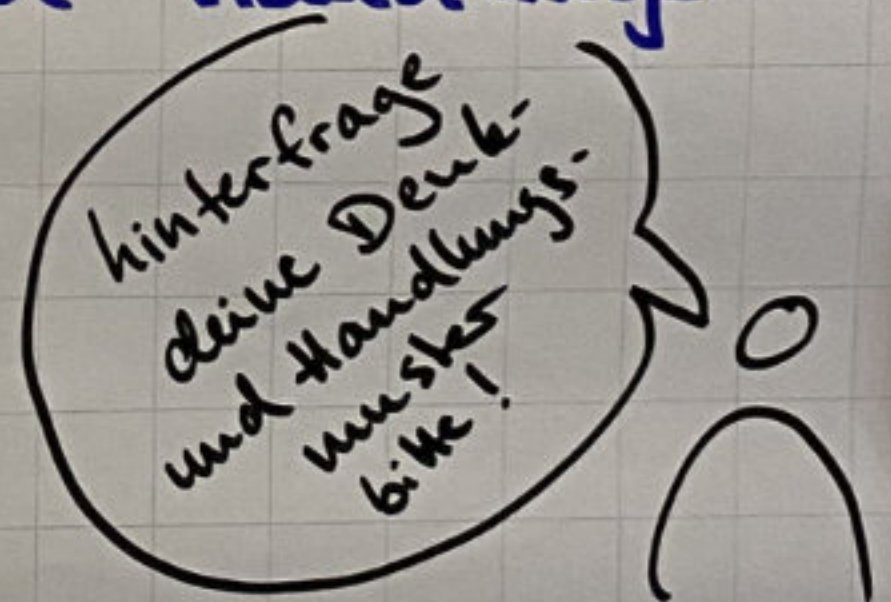 hinterfrage
deine Denk-
und Handlungs-
muster
bitte!